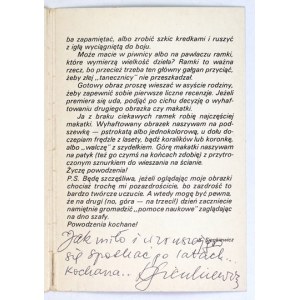 ba zapamiętać, albo zrobić szkic kredkami i ruszyć
z igłą wyciągniętą do boju.
Może macie w piwnicy albo na pawlaczu ramki,
które wymierzą wielkość dzieła? Ramki to ważna
rzecz, bo przecież trzeba ten główny gałgan przyciąć,
żeby złej „tanecznicy” nie przeszkadzał.
Gotowy obraz proszę wieszać w asyście rodziny,
żeby zapewnić sobie pierwsze liczne recenzje. Jeżeli
premiera się uda, podjąć po cichu decyzję o wyhaf-
towaniu drugiego obrazka czy makatki.
Ja z braku ciekawych ramek robię najczęściej
makatki. Wyhaftowany obrazek naszywam na pod-
szewkę — pstrokatą albo jednokolorową, u dołu do-
czepiam frędzle z lasery, bądź koralików lub koronkę,
albo „walczę” z szydełkiem. Górę makatki naszywam
na patyk (też go czymś na końcach zdobię) z przytro-
czonym sznurkiem do wieszania na ścianie.
Życzę powodzenia!
P.S. Będę szczęśliwa, jeżeli oglądając moje obrazki
chociaż trochę mi pozazdrościcie, bo zazdrość to
bardzo twórcze uczucie. A wtedy mogę być pewna,
że na drugi (no, góra — na trzeci) dzień zaczniecie
namiętnie gromadzić „pomoce naukowe” zaglądając
na dno szafy.
Powodzenia kochane!
Jak miło i wzruszająco
się spotkać po latach..
kochana..